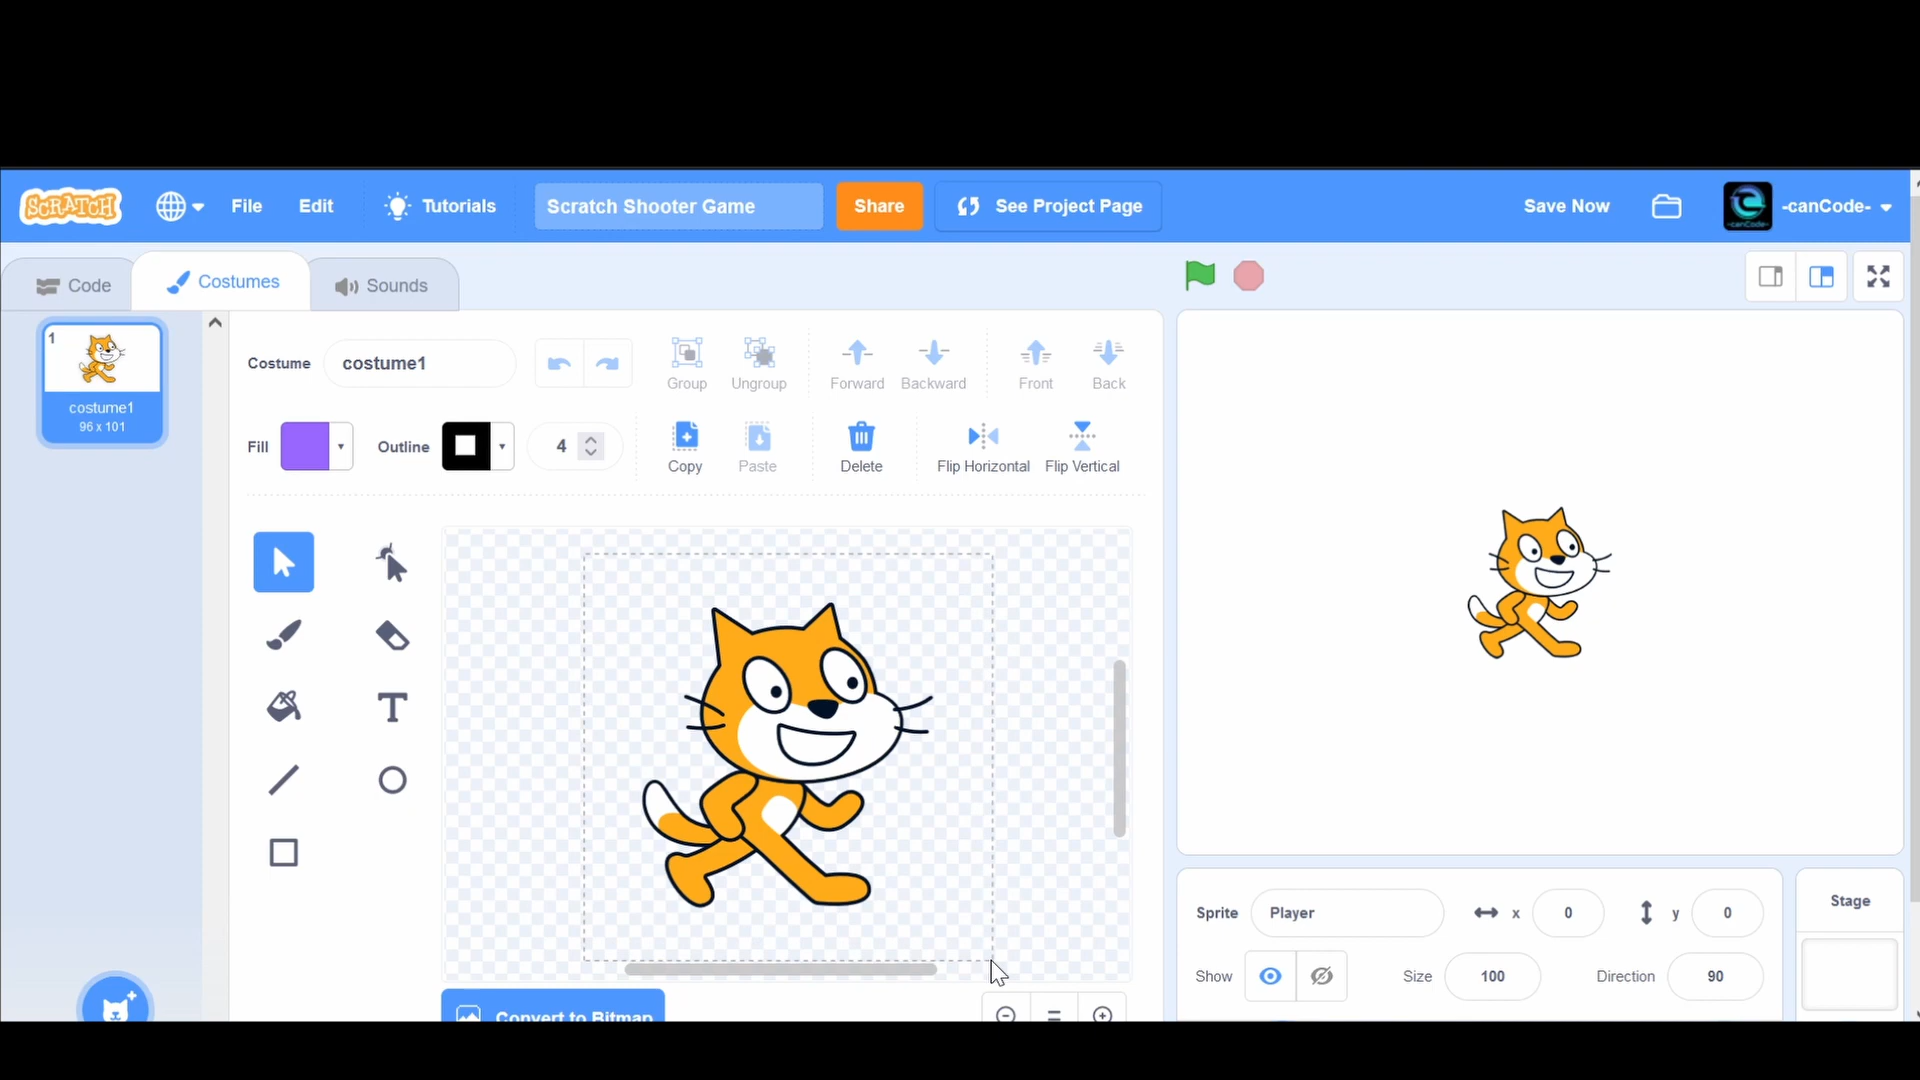 SCRATCH File Edit Tutorials Scratch Shooter Game Share See Project Page Save Now -canCode-
Code Costumes Sounds
1
costume1
96 x 101
Costume costume1 Group Ungroup Forward Backward Front Back
Fill Outline 4 Copy Paste Delete Flip Horizontal Flip Vertical
Convert to Bitmap
Sprite Player x 0 y 0
Show Size 100 Direction 90
Stage